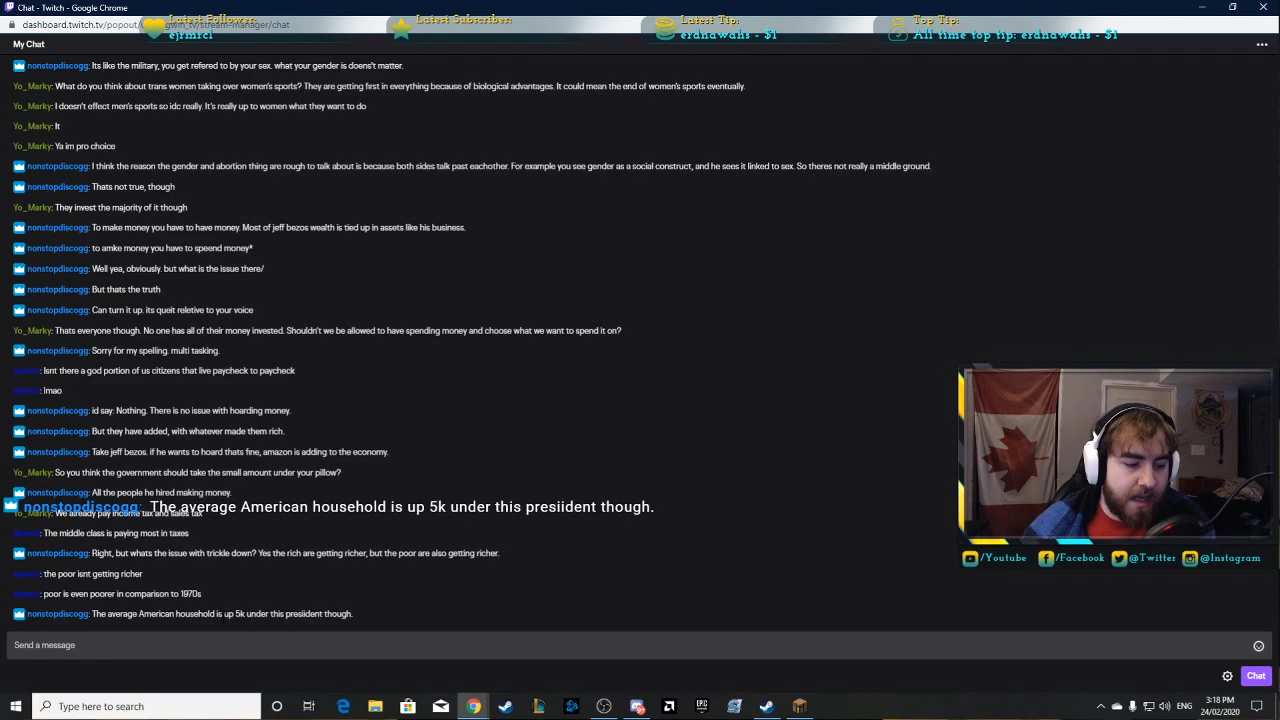 Chat - Twitch - Google Chrome
dashboard.twitch.tv/popout/
gwin_tv/stream-manager/chat
Latest Follower:
ejrmrcl
Latest Subscriber:
Latest Tip:
erdnawahs - $1
Top Tip:
All time top tip: erdnawahs - $1
My Chat
nonstopdiscogg: Its like the military, you get refered to by your sex. what your gender is doens't matter.
Yo_Marky: What do you think about trans women taking over women's sports? They are getting first in everything because of biological advantages. It could mean the end of women's sports eventually.
Yo_Marky: I doesn't effect men's sports so idc really. It's really up to women what they want to do
Yo_Marky: It
Yo_Marky: Ya im pro choice
nonstopdiscogg: I think the reason the gender and abortion thing are rough to talk about is because both sides talk past eachother. For example you see gender as a social construct, and he sees it linked to sex. So theres not really a middle ground.
nonstopdiscogg: Thats not true, though
Yo_Marky: They invest the majority of it though
nonstopdiscogg: To make money you have to have money. Most of jeff bezos wealth is tied up in assets like his business.
nonstopdiscogg: to amke money you have to speend money*
nonstopdiscogg: Well yea, obviously. but what is the issue there/
nonstopdiscogg: But thats the truth
nonstopdiscogg: Can turn it up. its queit reletive to your voice
Yo_Marky: Thats everyone though. No one has all of their money invested. Shouldn't we be allowed to have spending money and choose what we want to spend it on?
nonstopdiscogg: Sorry for my spelling. multi tasking.
: Isnt there a god portion of us citizens that live paycheck to paycheck
: lmao
nonstopdiscogg: id say: Nothing. There is no issue with hoarding money.
nonstopdiscogg: But they have added, with whatever made them rich.
nonstopdiscogg: Take jeff bezos. if he wants to hoard thats fne, amazon is adding to the economy.
Yo_Marky: So you think the government should take the small amount under your pillow?
nonstopdiscogg: All the people he hired making money.
nonstopdiscogg: The average American household is up 5k under this presiident though.
Yo_Marky: We already pay income tax and sales tax
: The middle class is paying most in taxes
nonstopdiscogg: Right, but whats the issue with trickle down? Yes the rich are getting richer, but the poor are also getting richer.
: the poor isnt getting richer
: poor is even poorer in comparison to 1970s
nonstopdiscogg: The average American household is up 5k under this presiident though.
/Youtube /Facebook @Twitter @Instagram
Send a message
Chat
Type here to search
ENG
3:18 PM
24/02/2020